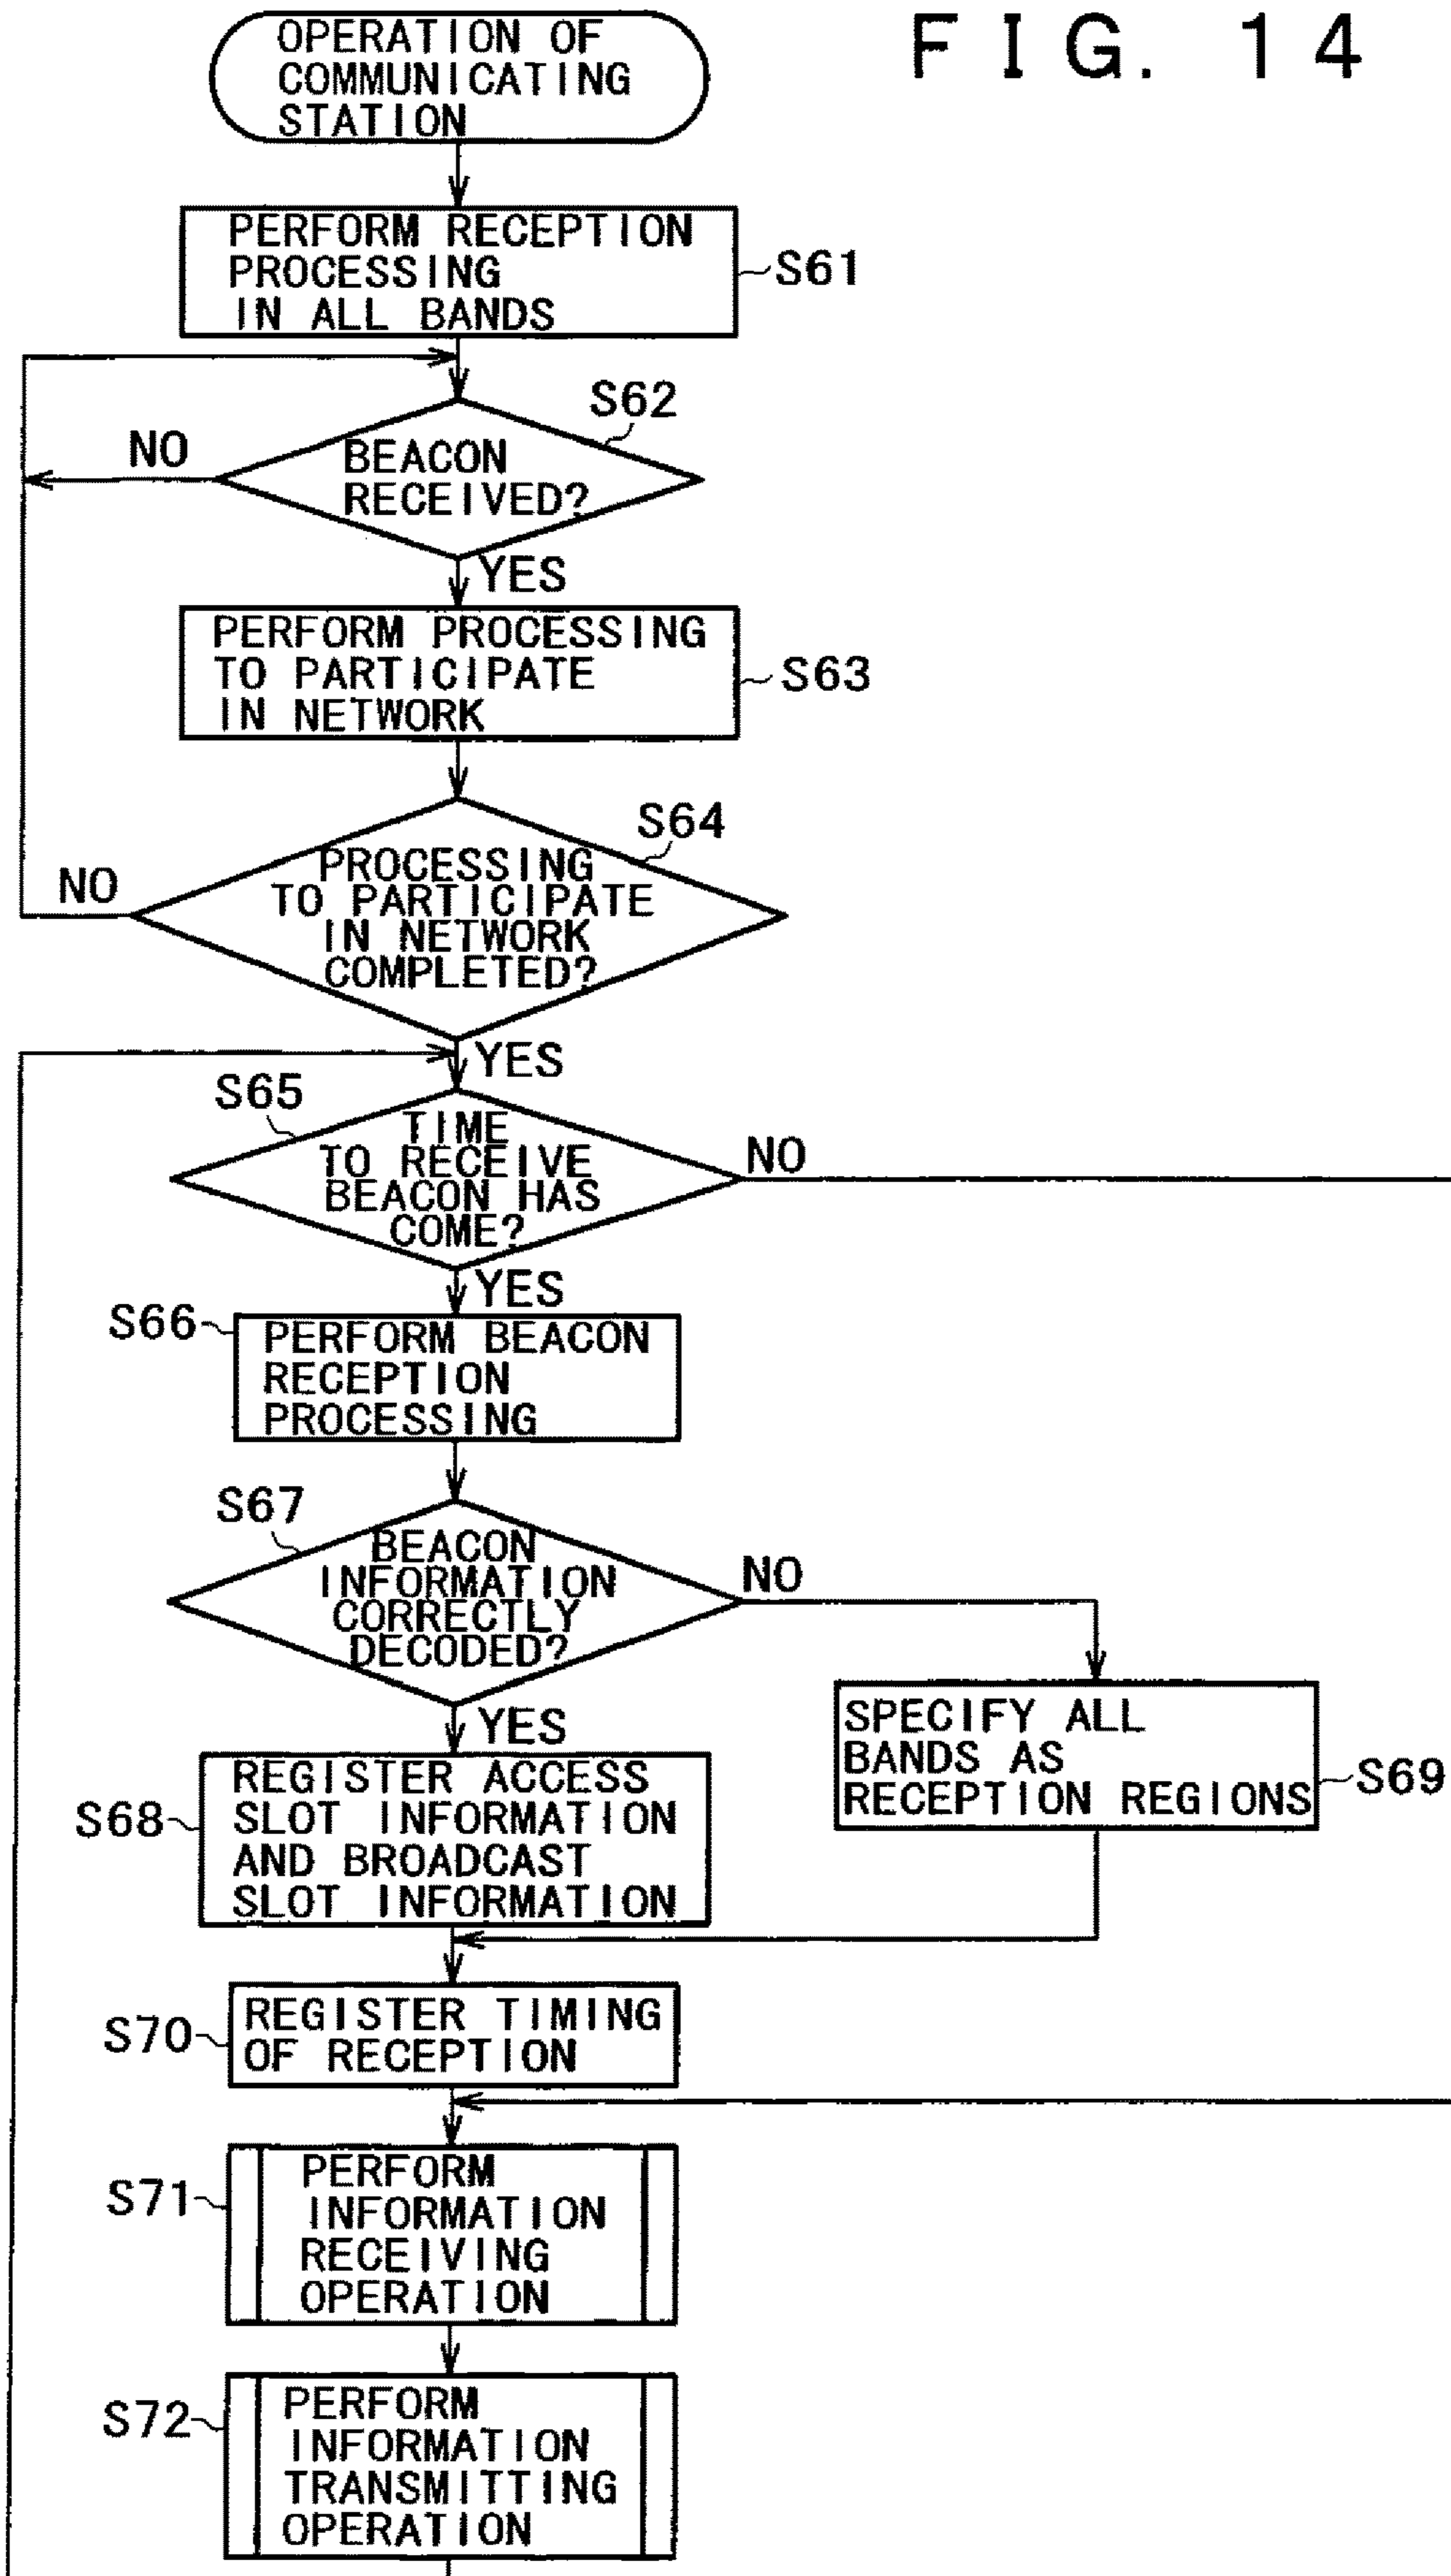 FIG. 14
OPERATION OF
COMMUNICATING
STATION
PERFORM RECEPTION
PROCESSING
IN ALL BANDS
S61
S62
BEACON
RECEIVED?
NO
YES
PERFORM PROCESSING
TO PARTICIPATE
IN NETWORK
S63
S64
PROCESSING
TO PARTICIPATE
IN NETWORK
COMPLETED?
NO
YES
S65
TIME
TO RECEIVE
BEACON HAS
COME?
NO
YES
S66
PERFORM BEACON
RECEPTION
PROCESSING
S67
BEACON
INFORMATION
CORRECTLY
DECODED?
NO
YES
SPECIFY ALL
BANDS AS
RECEPTION REGIONS
S69
S68
REGISTER ACCESS
SLOT INFORMATION
AND BROADCAST
SLOT INFORMATION
S70
REGISTER TIMING
OF RECEPTION
S71
PERFORM
INFORMATION
RECEIVING
OPERATION
S72
PERFORM
INFORMATION
TRANSMITTING
OPERATION